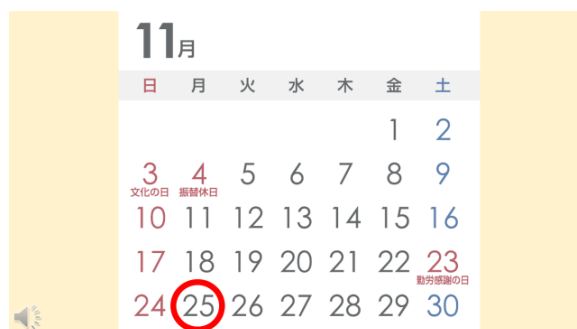 11月
日 月 火 水 木 金 土
1 2
3 4 5 6 7 8 9
文化の日 振替休日
10 11 12 13 14 15 16
17 18 19 20 21 22 23
勤労感謝の日
24 25 26 27 28 29 30